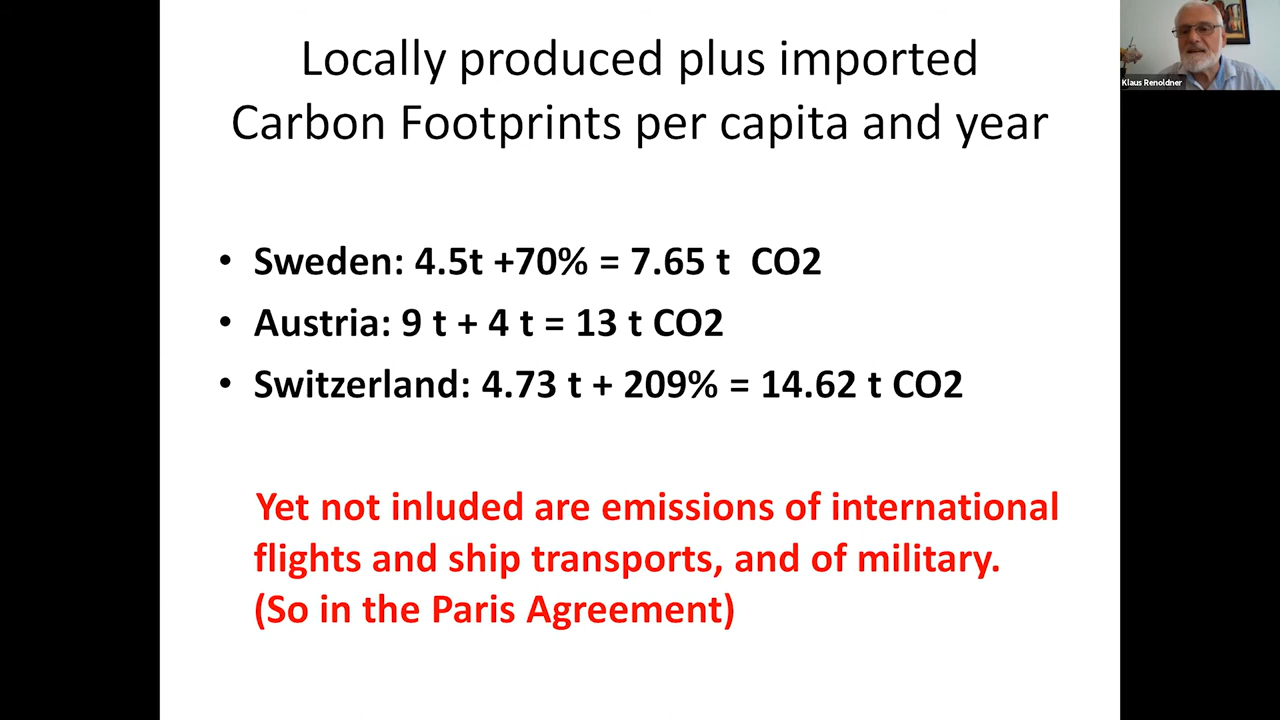 Locally produced plus imported
Carbon Footprints per capita and year
• Sweden: 4.5t +70% = 7.65 t  CO2
• Austria: 9 t + 4 t = 13 t CO2
• Switzerland: 4.73 t + 209% = 14.62 t CO2
Yet not inluded are emissions of international
flights and ship transports, and of military.
(So in the Paris Agreement)
Klaus Renoldner